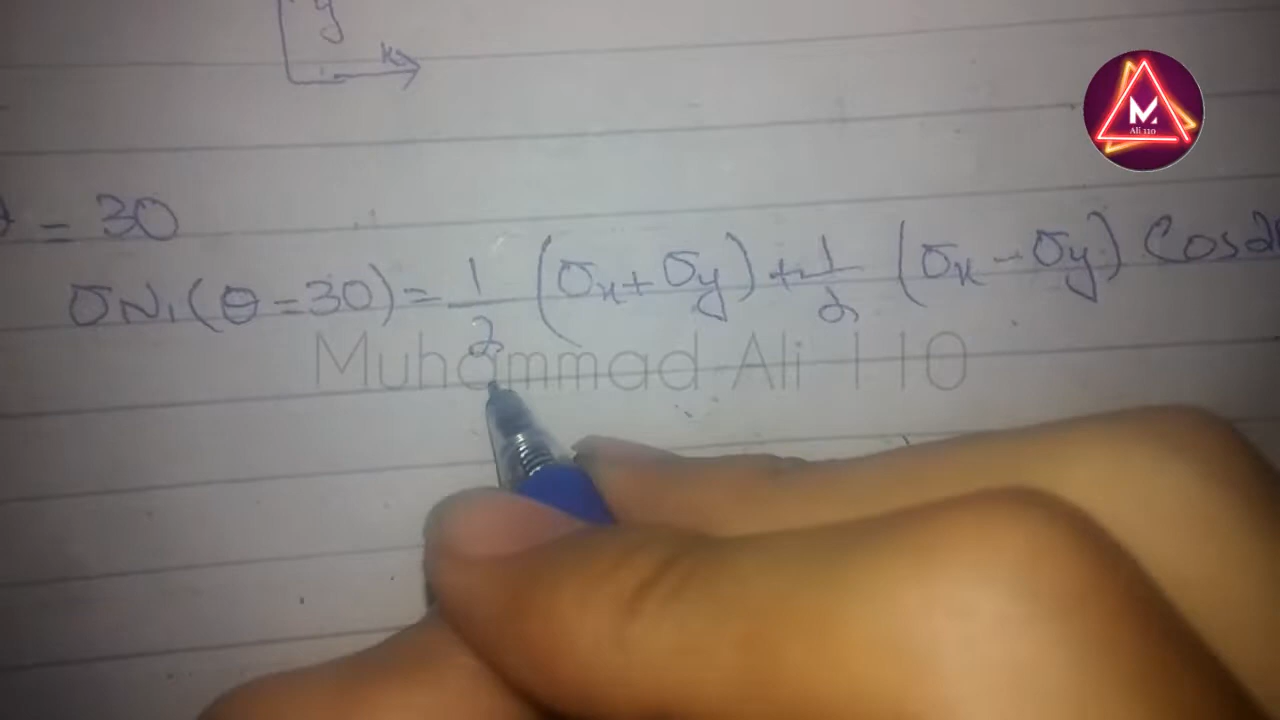 y
x
M
Ali 110
= 30
σN₁(θ=30) = 1/2 (σx + σy) + 1/2 (σx - σy) Cos2
Muhammad Ali 110